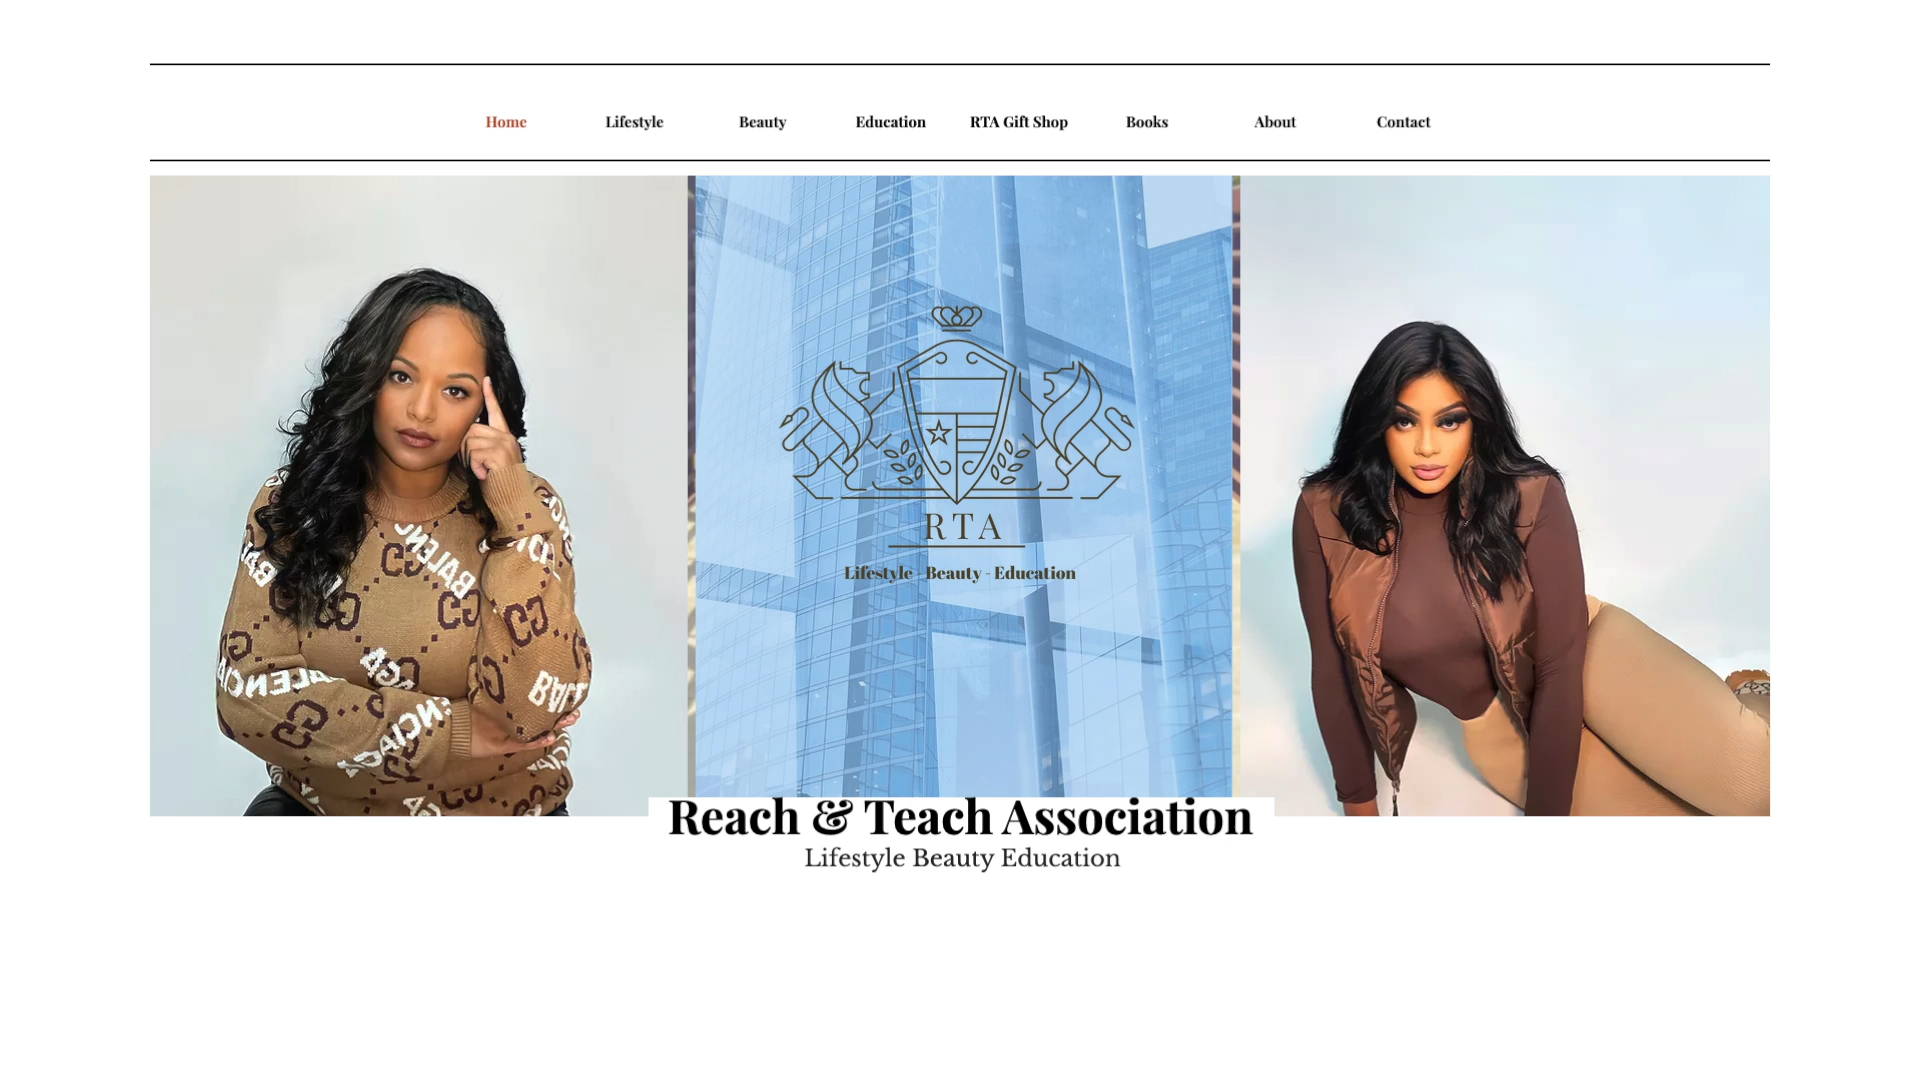 Home Lifestyle Beauty Education RTA Gift Shop Books About Contact
RTA
Lifestyle - Beauty - Education
Reach & Teach Association
Lifestyle Beauty Education